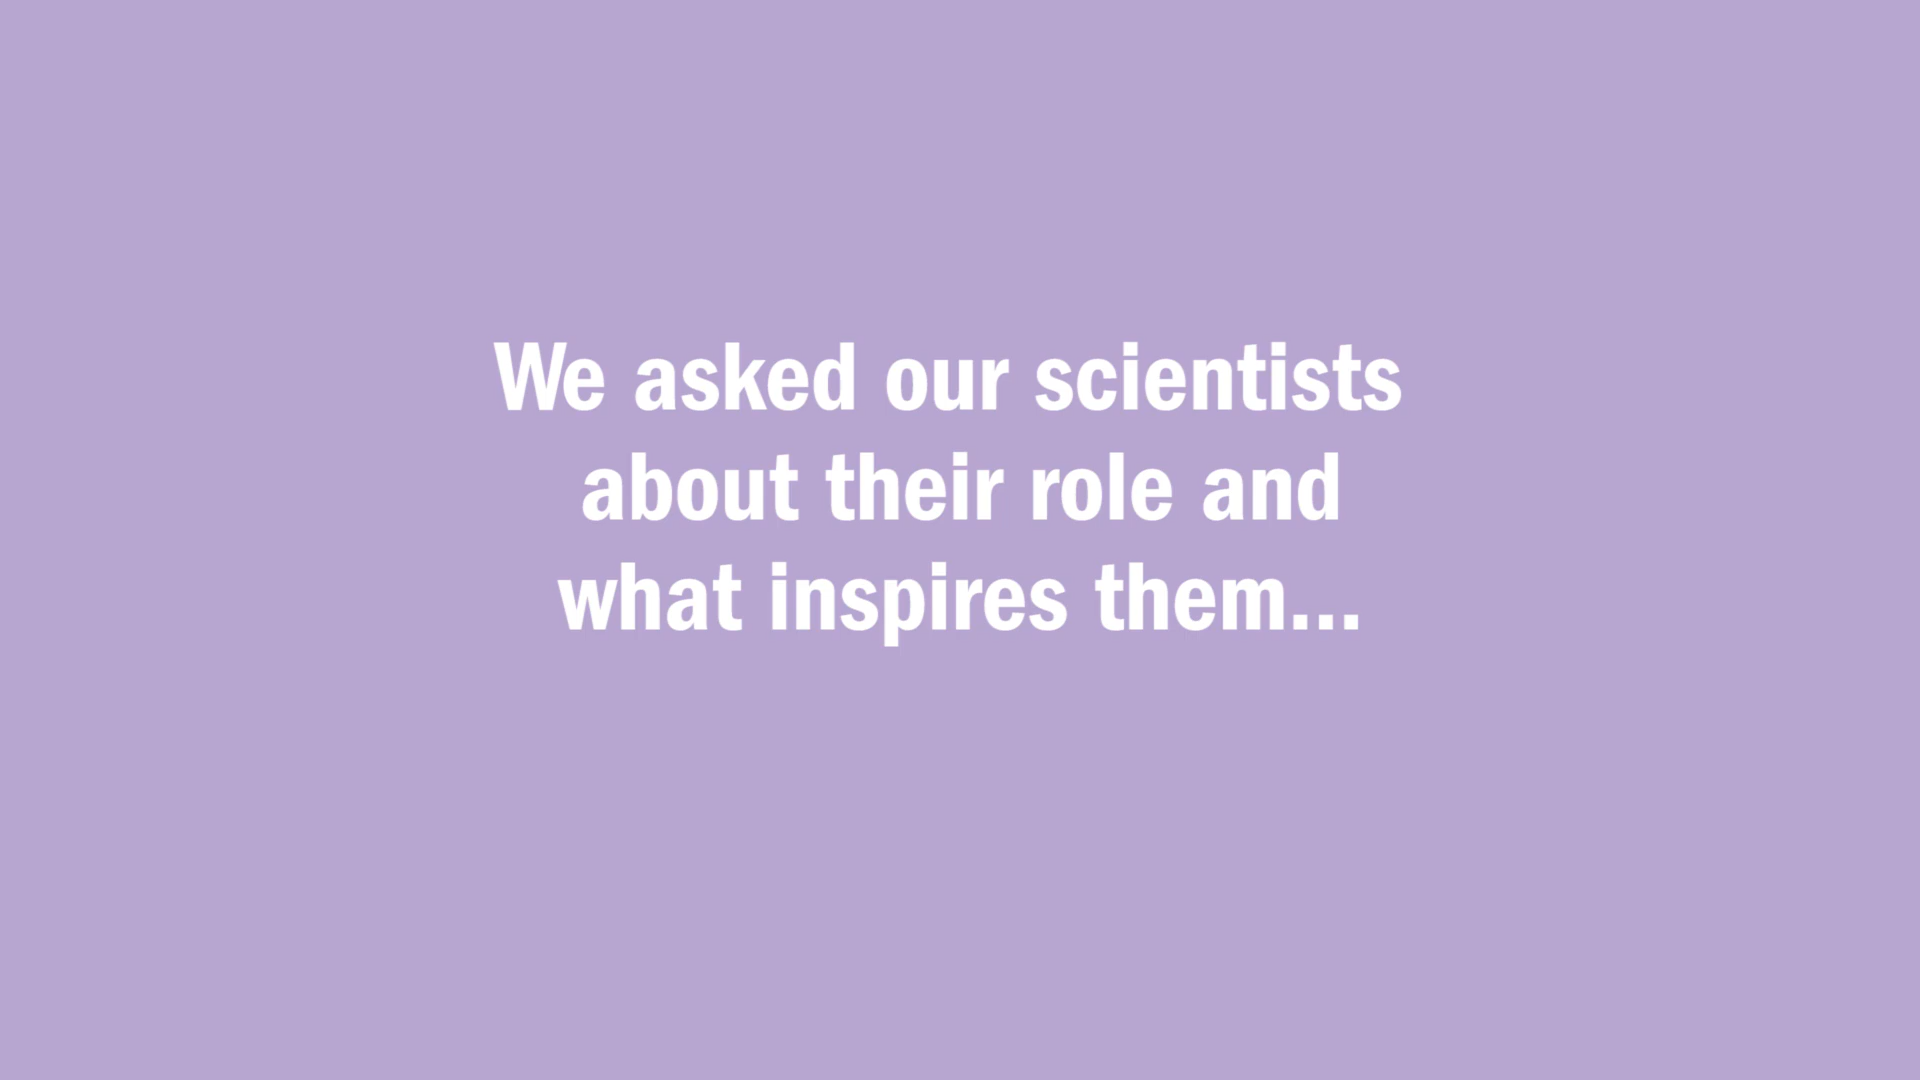 We asked our scientists
about their role and
what inspires them...